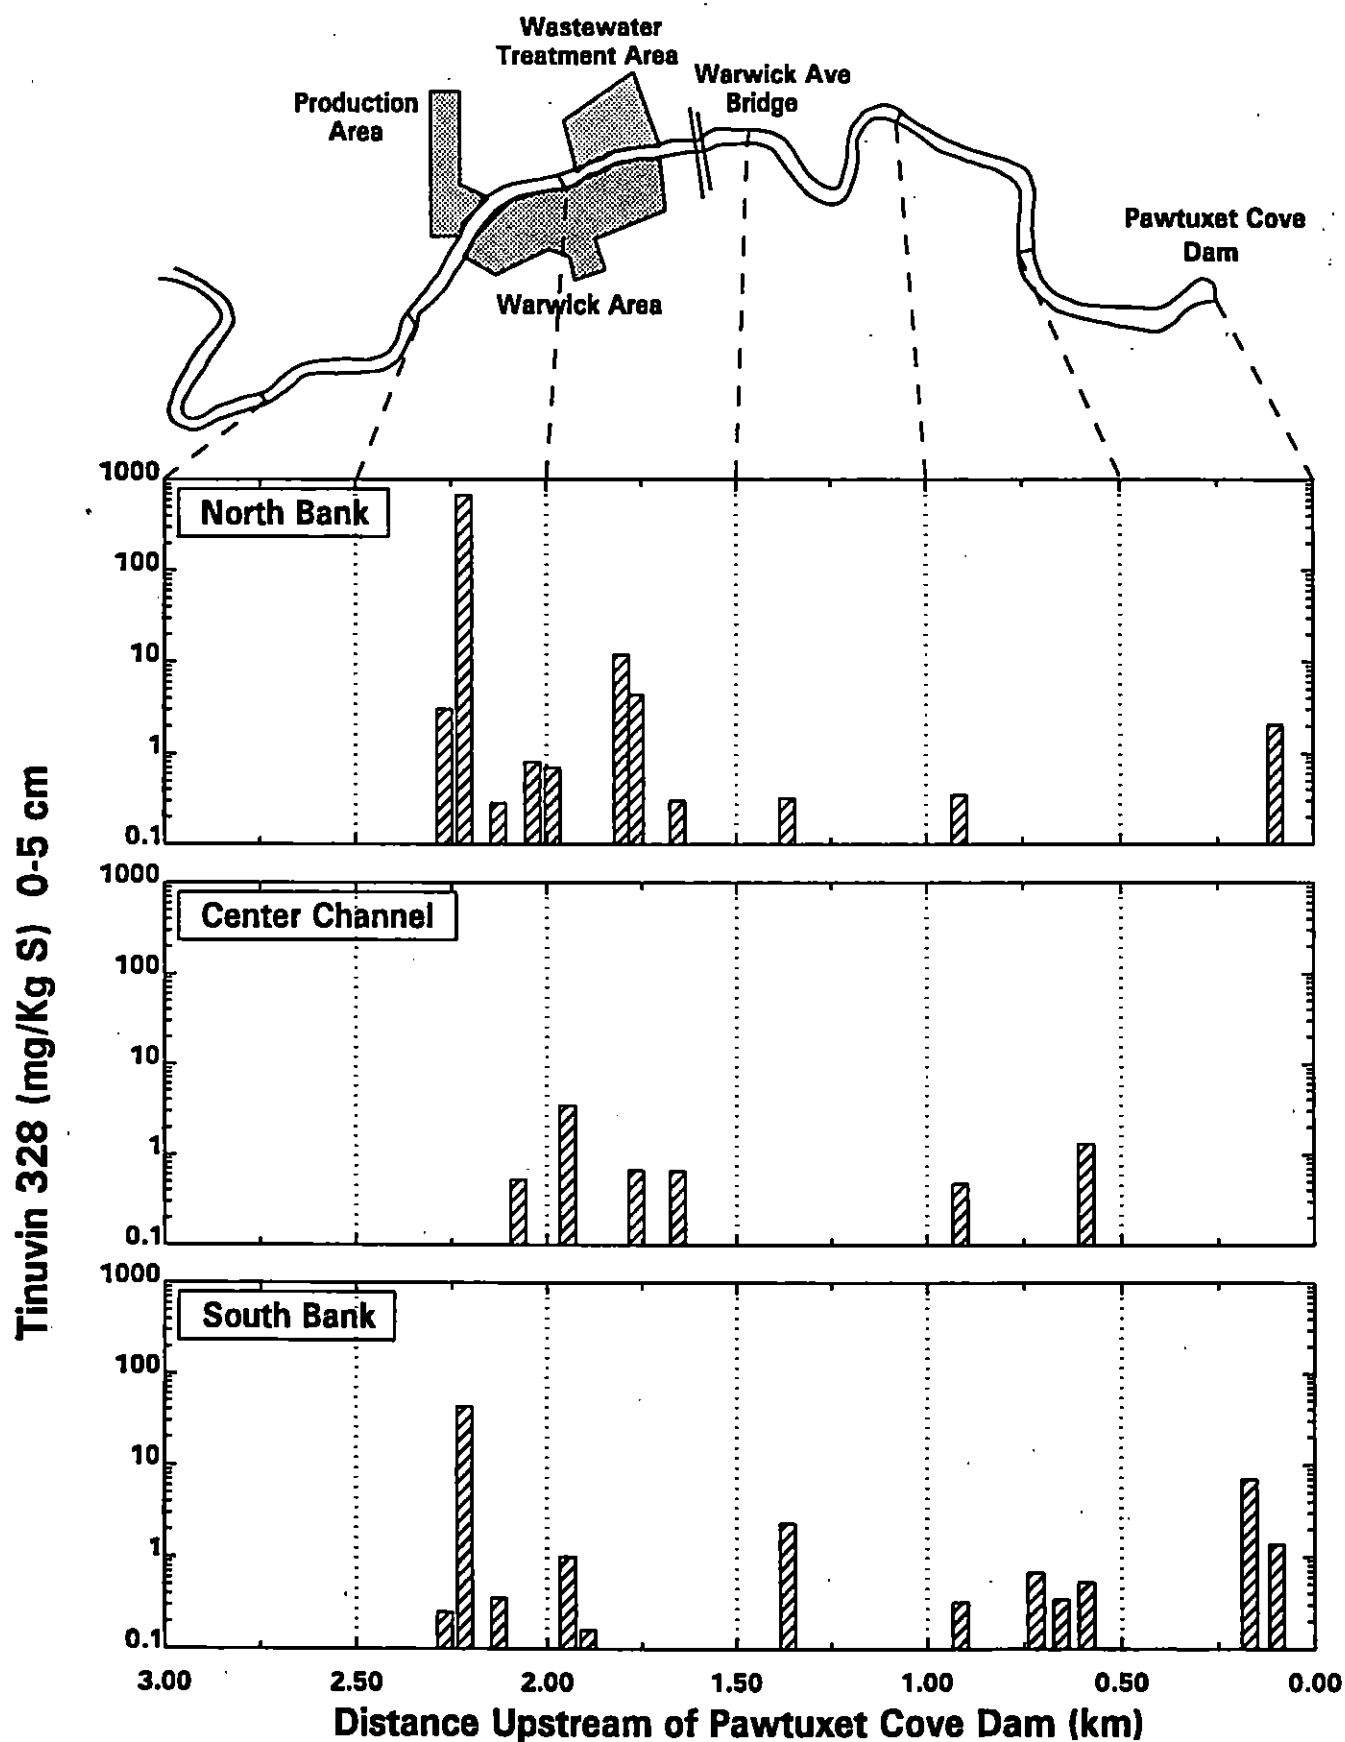 Wastewater
Treatment Area
Warwick Ave
Bridge
Production
Area
Pawtuxet Cove
Dam
Warwick Area
1000
North Bank
100
10
1
0.1
1000
Center Channel
100
10
1
0.1
1000
South Bank
100
10
1
0.1
3.00 2.50 2.00 1.50 1.00 0.50 0.00
Distance Upstream of Pawtuxet Cove Dam (km)
Tinuvin 328 (mg/Kg S) 0-5 cm